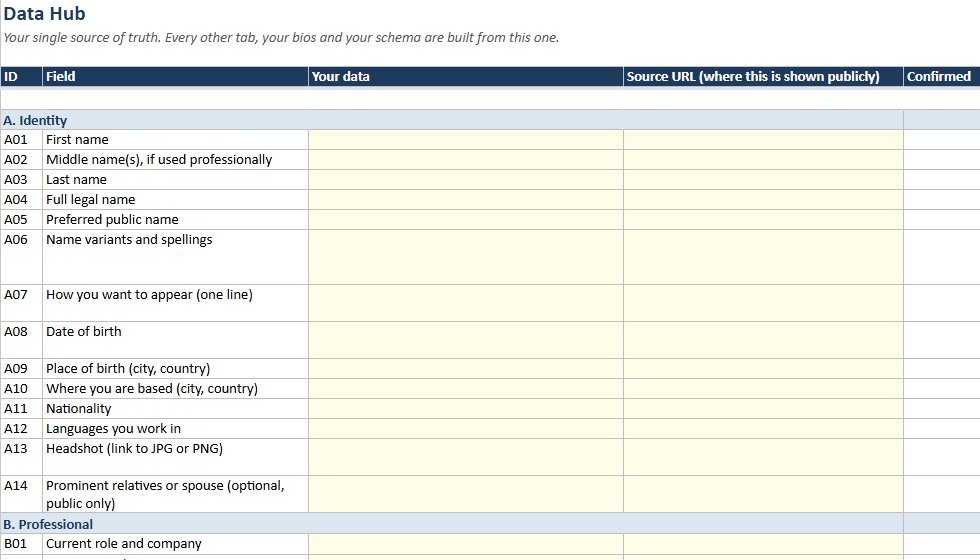 Data Hub
Your single source of truth. Every other tab, your bios and your schema are built from this one.
ID Field Your data Source URL (where this is shown publicly) Confirmed
A. Identity
A01 First name
A02 Middle name(s), if used professionally
A03 Last name
A04 Full legal name
A05 Preferred public name
A06 Name variants and spellings
A07 How you want to appear (one line)
A08 Date of birth
A09 Place of birth (city, country)
A10 Where you are based (city, country)
A11 Nationality
A12 Languages you work in
A13 Headshot (link to JPG or PNG)
A14 Prominent relatives or spouse (optional,
public only)
B. Professional
B01 Current role and company